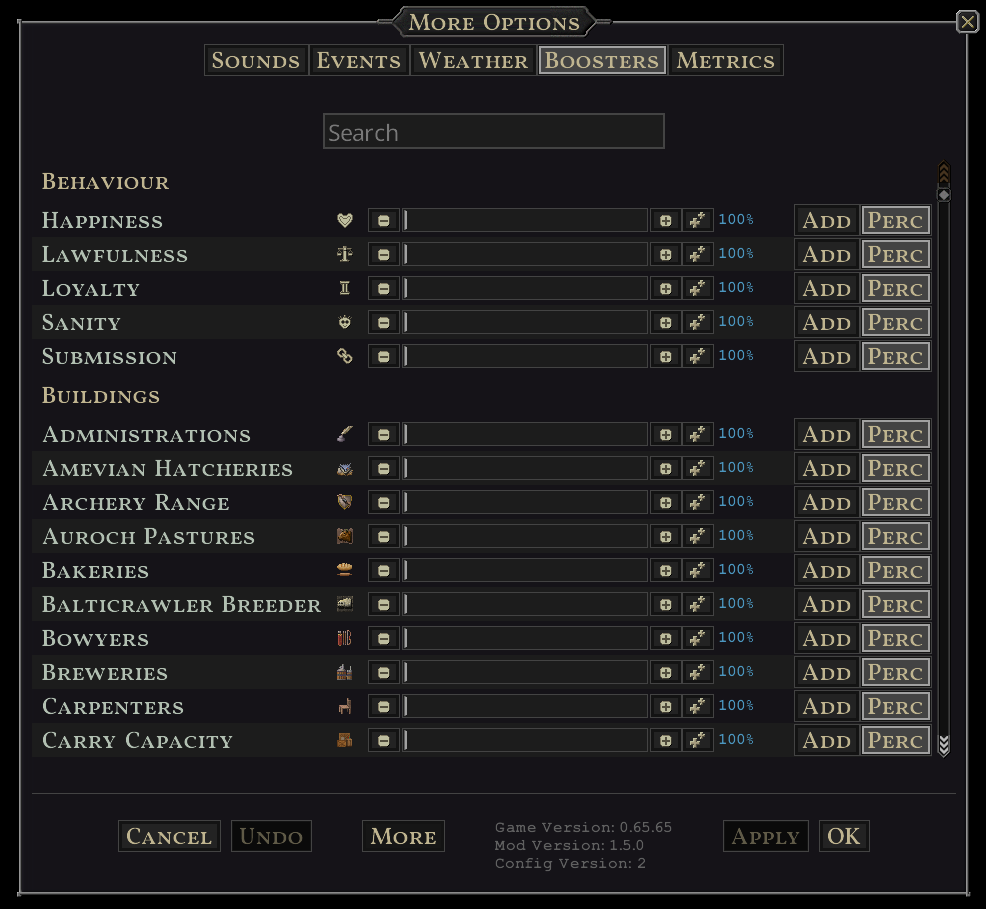 More Options
Sounds Events Weather Boosters Metrics
Search
Behaviour
Happiness 100% Add Perc
Lawfulness 100% Add Perc
Loyalty 100% Add Perc
Sanity 100% Add Perc
Submission 100% Add Perc
Buildings
Administrations 100% Add Perc
Amevian Hatcheries 100% Add Perc
Archery Range 100% Add Perc
Auroch Pastures 100% Add Perc
Bakeries 100% Add Perc
Balticrawler Breeder 100% Add Perc
Bowyers 100% Add Perc
Breweries 100% Add Perc
Carpenters 100% Add Perc
Carry Capacity 100% Add Perc
Cancel Undo More Apply OK
Game Version: 0.65.65
Mod Version: 1.5.0
Config Version: 2